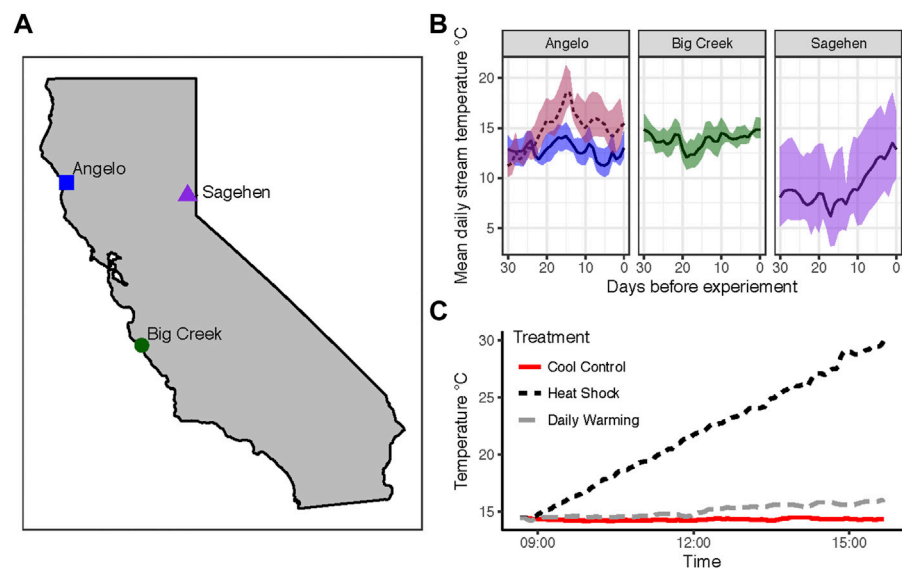 A
Angelo
Sagehen
Big Creek
B
Angelo Big Creek Sagehen
Mean daily stream temperature °C
20
15
10
5
30 20 10 0 30 20 10 0 30 20 10 0
Days before experiement
C
Temperature °C
30
25
20
15
Treatment
Cool Control
Heat Shock
Daily Warming
09:00 12:00 15:00
Time